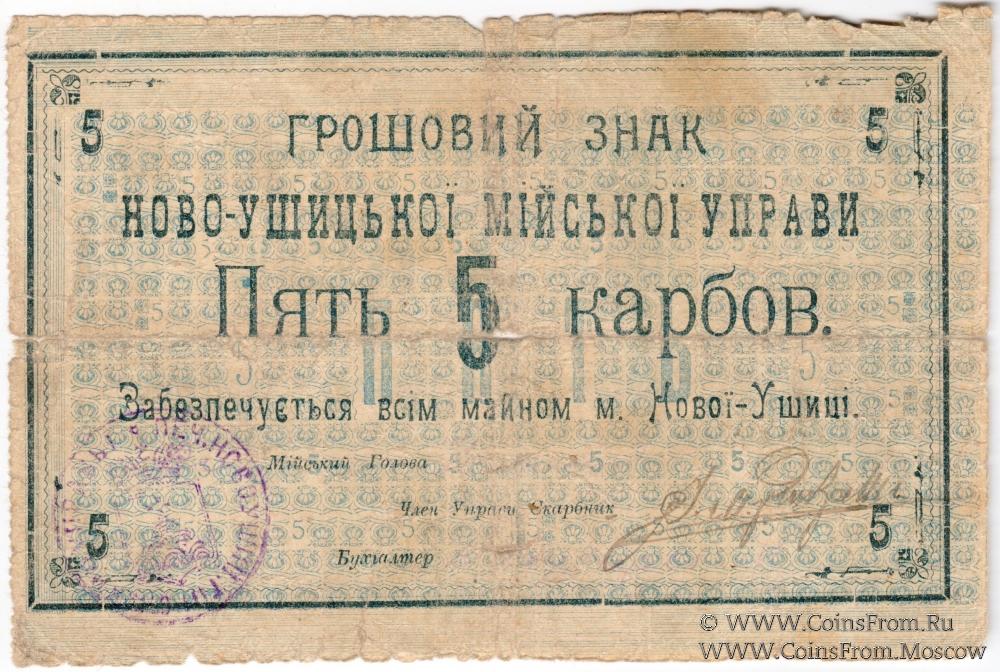 5 5
ГРОШОВИЙ ЗНАК
НОВО-УШИЦЬКОЇ МІЙСЬКОЇ УПРАВИ
Пять 5 карбов.
Забезпечується всім майном м. Нової-Ушиці.
Мійський Голова
Член Управи Скарбник
Бухгалтер
5 5
© WWW.CoinsFrom.Ru
WWW.CoinsFrom.Moscow